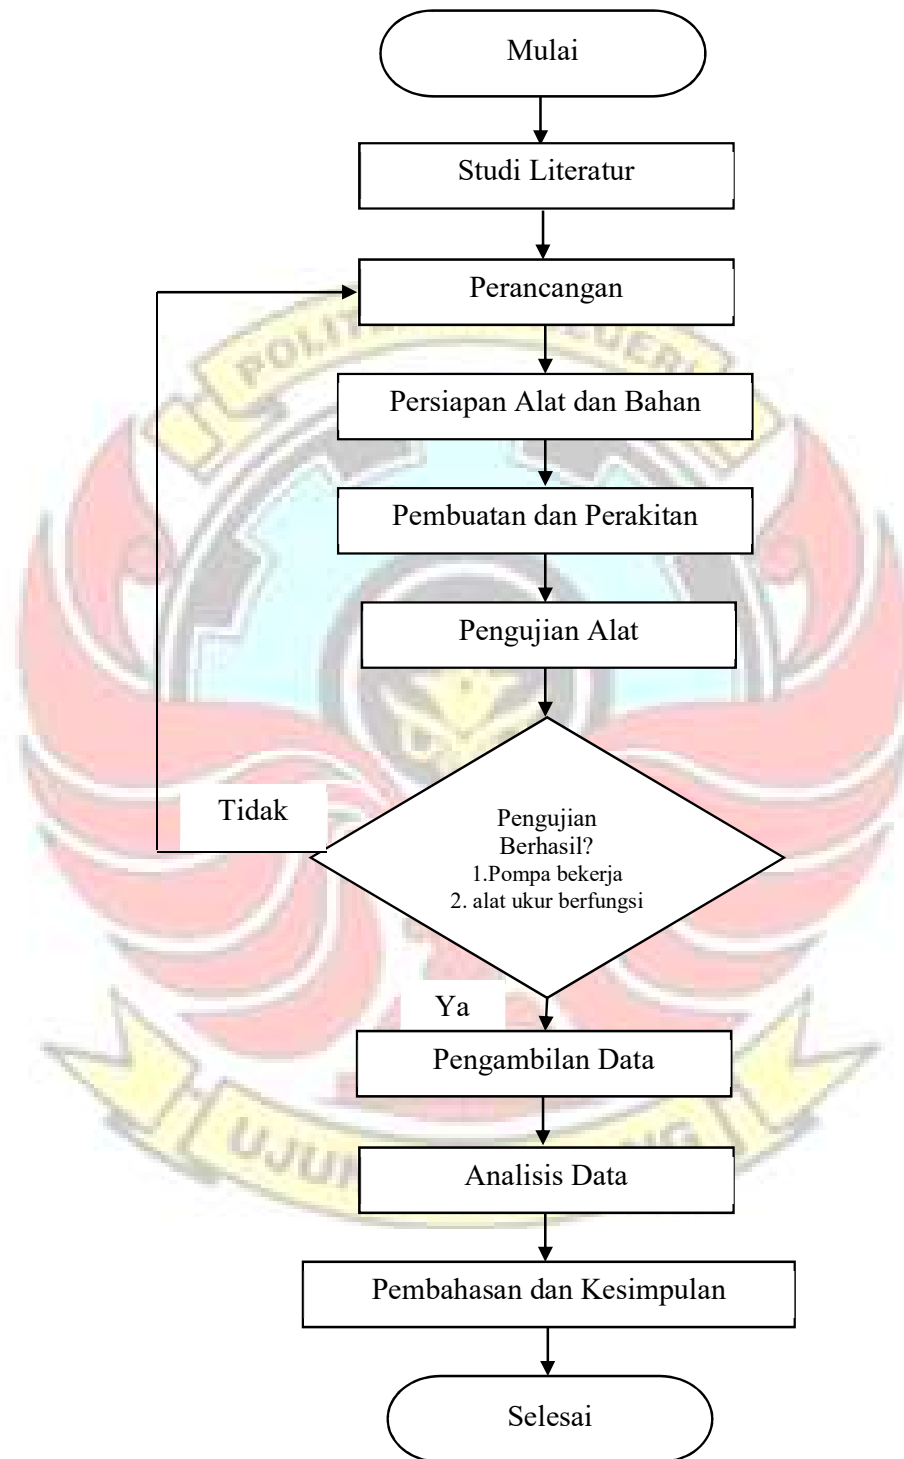 Mulai
Studi Literatur
Perancangan
Persiapan Alat dan Bahan
Pembuatan dan Perakitan
Pengujian Alat
Tidak
Pengujian
Berhasil?
1.Pompa bekerja
2. alat ukur berfungsi
Ya
Pengambilan Data
Analisis Data
Pembahasan dan Kesimpulan
Selesai